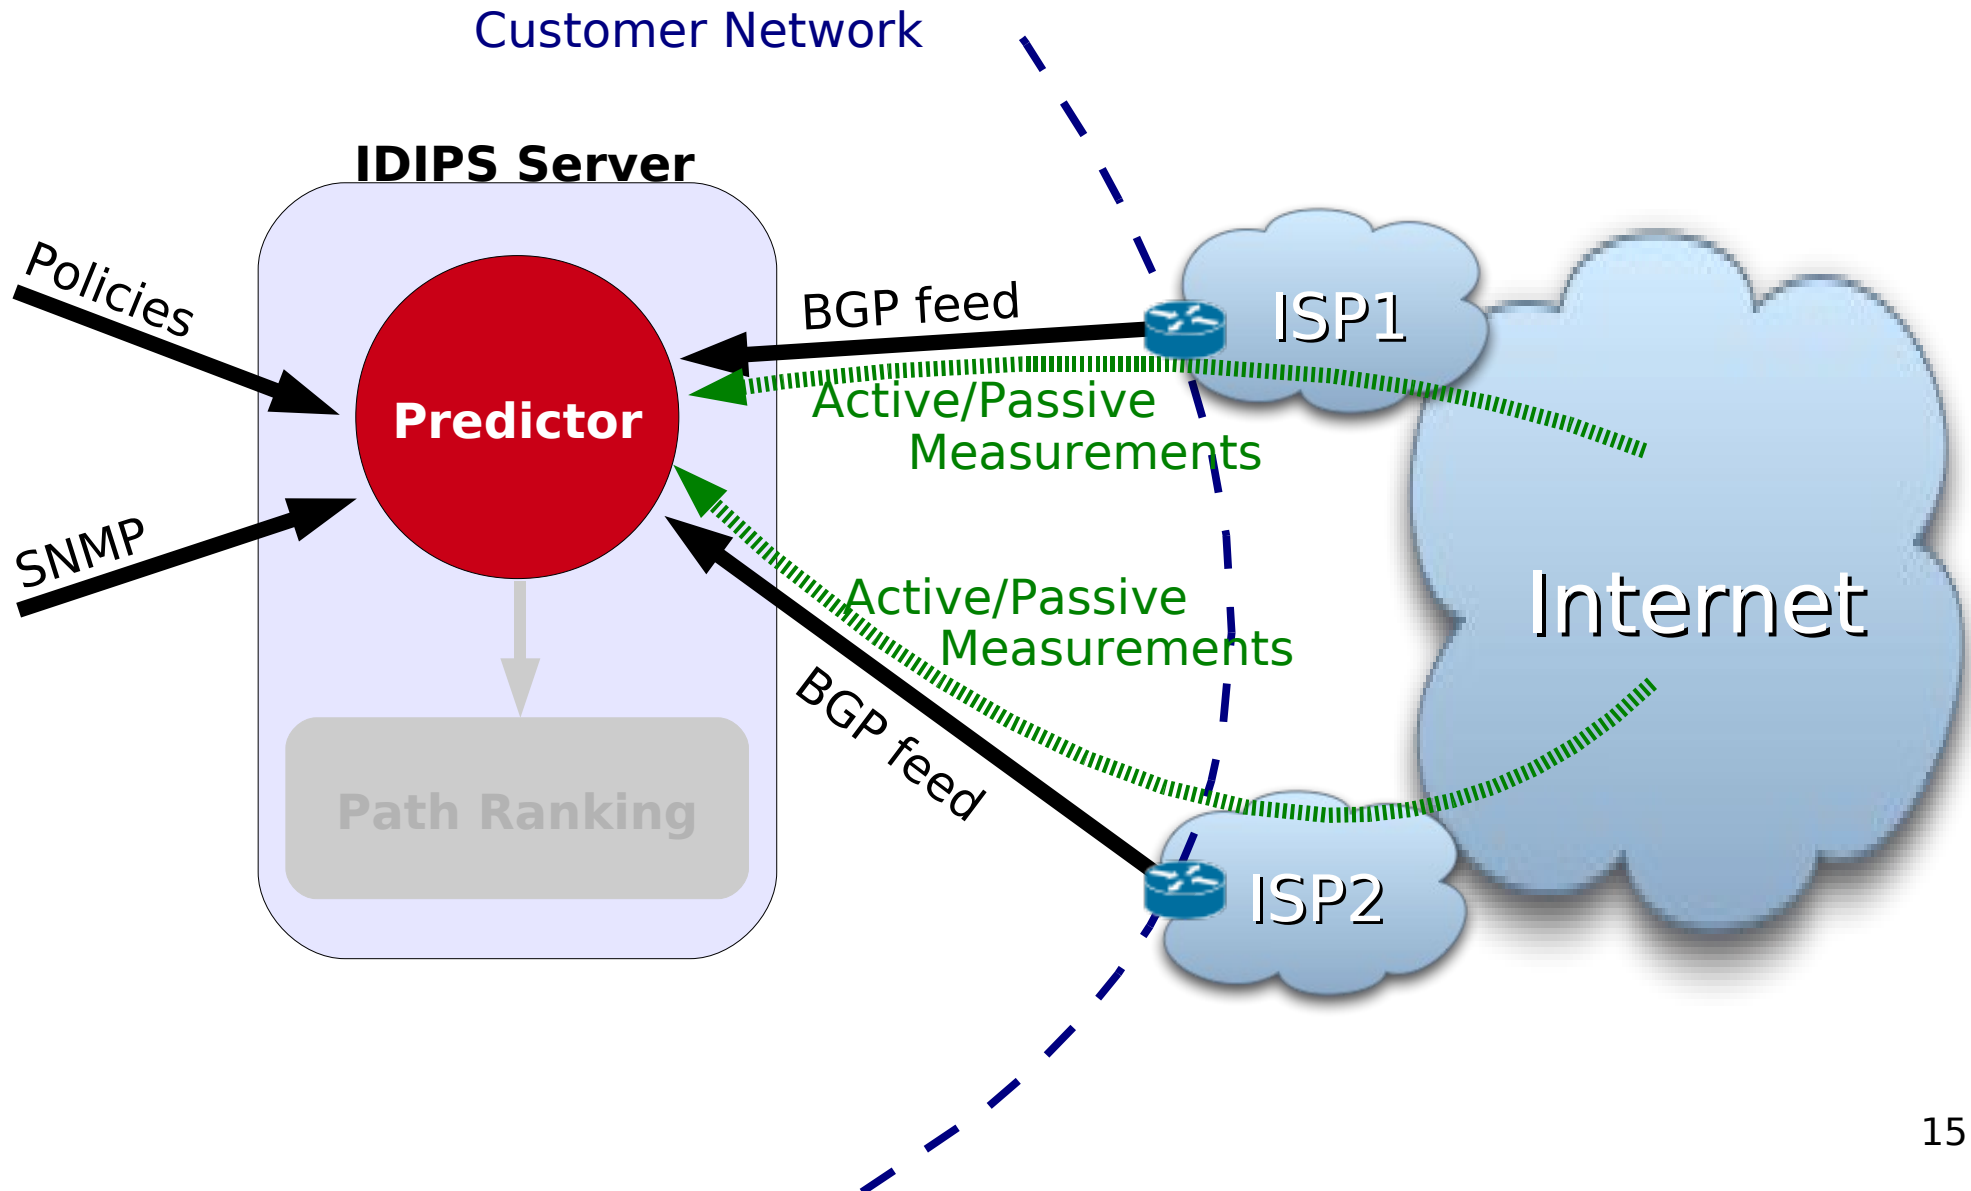 Customer Network
IDIPS Server
Policies
BGP feed
ISP1
Active/Passive
Measurements
Predictor
SNMP
Active/Passive
Measurements
Internet
BGP feed
Path Ranking
ISP2
15